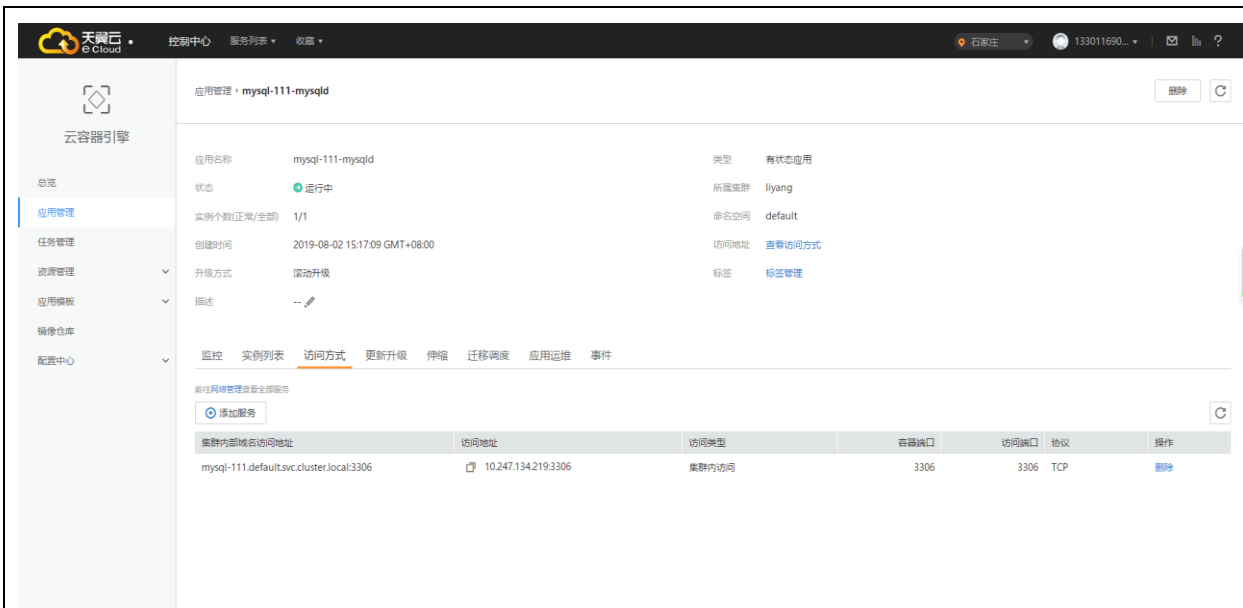 天翼云 控制中心 服务列表 收藏 石家庄 133011690...
e Cloud
应用管理 mysql-111-mysqld 删除
云容器引擎
总览
应用管理
任务管理
资源管理
应用模板
镜像仓库
配置中心
应用名称 mysql-111-mysqld 类型 有状态应用
状态 运行中 所属集群 liyang
实例个数(正常/全部) 1/1 命名空间 default
创建时间 2019-08-02 15:17:09 GMT+08:00 访问地址 查看访问方式
升级方式 滚动升级 标签 标签管理
描述 --
监控 实例列表 访问方式 更新升级 伸缩 迁移调度 应用运维 事件
前往网络管理查看全部服务
添加服务
集群内部域名访问地址 访问地址 访问类型 容器端口 访问端口 协议 操作
mysql-111.default.svc.cluster.local:3306 10.247.134.219:3306 集群内访问 3306 3306 TCP 删除